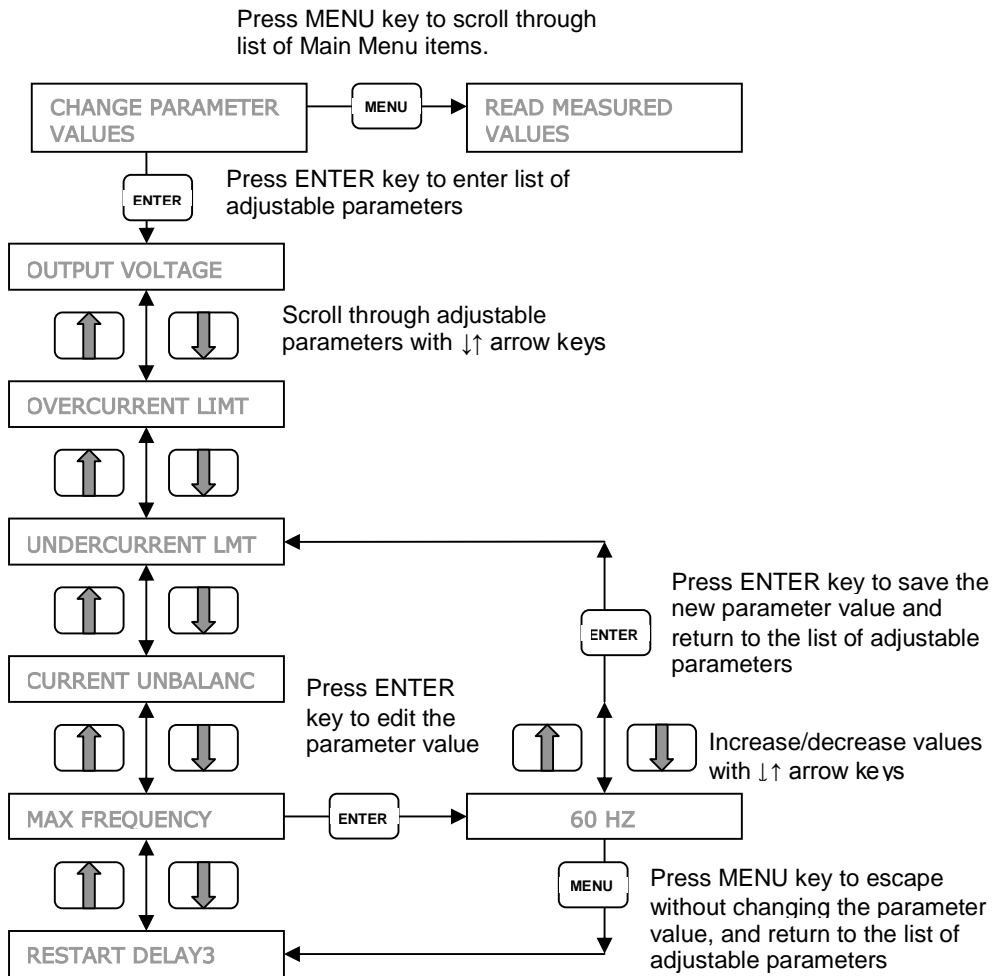 Press MENU key to scroll through
list of Main Menu items.
CHANGE PARAMETER
VALUES
MENU
READ MEASURED
VALUES
ENTER
Press ENTER key to enter list of
adjustable parameters
OUTPUT VOLTAGE
Scroll through adjustable
parameters with ↓↑ arrow keys
OVERCURRENT LIMT
UNDERCURRENT LMT
Press ENTER key to save the
new parameter value and
return to the list of adjustable
parameters
ENTER
CURRENT UNBALANC
Press ENTER
key to edit the
parameter value
Increase/decrease values
with ↓↑ arrow keys
MAX FREQUENCY
ENTER
60 HZ
MENU
Press MENU key to escape
without changing the parameter
value, and return to the list of
adjustable parameters
RESTART DELAY3